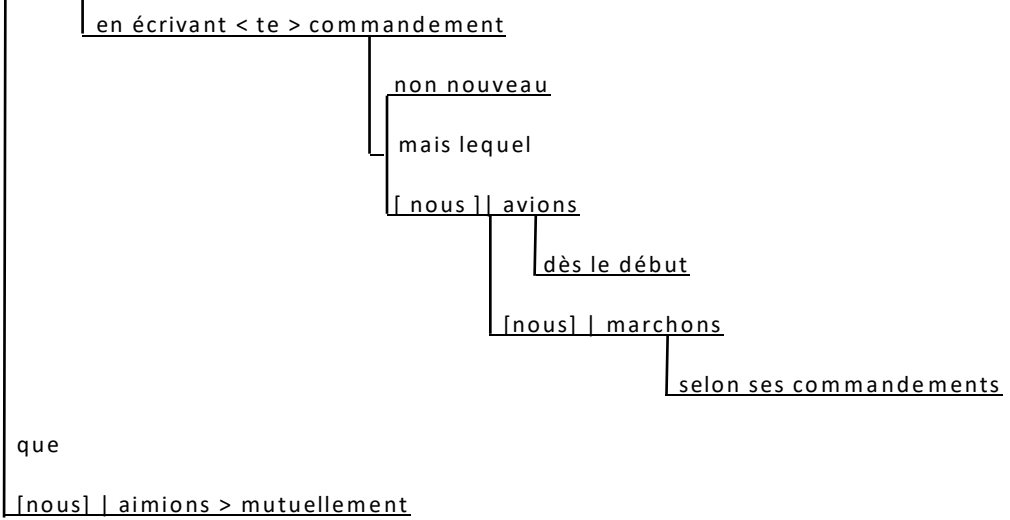 en écrivant < te > commandement
non nouveau
mais lequel
[ nous ] | avions
dès le début
[nous] | marchons
selon ses commandements
que
[nous] | aimions > mutuellement